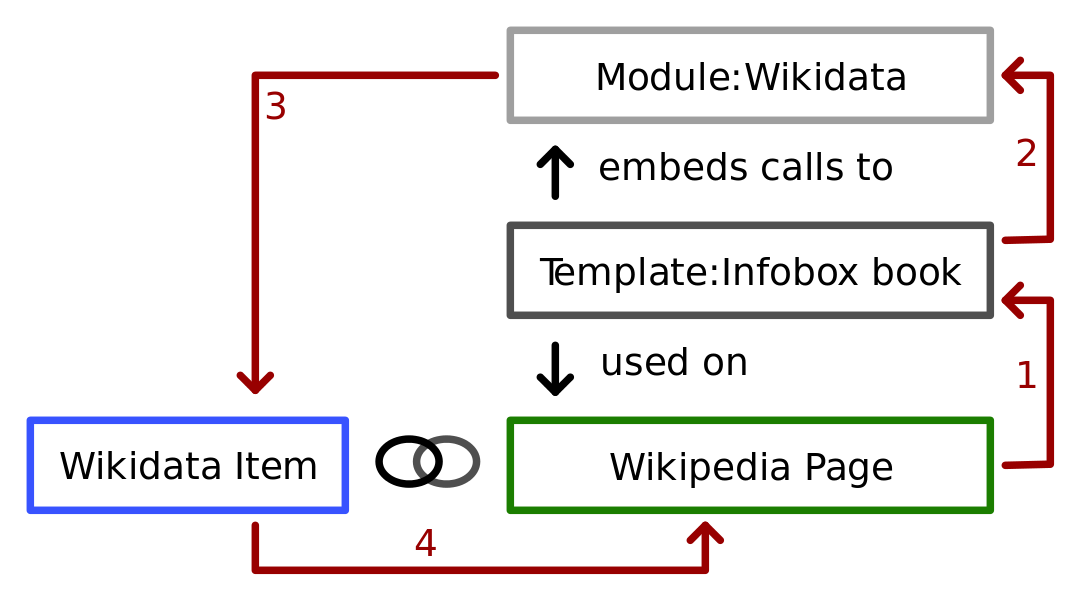 Module:Wikidata
3
embeds calls to
2
Template:Infobox book
used on
1
Wikidata Item
Wikipedia Page
4